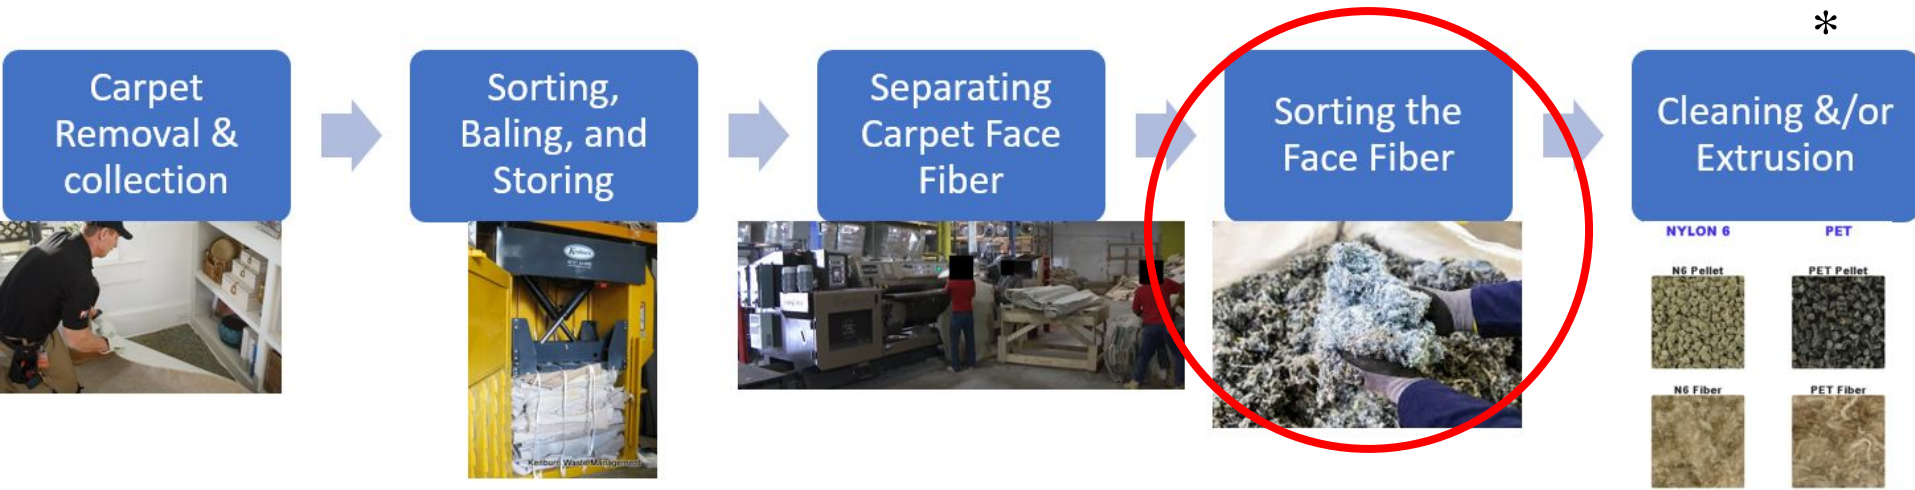 *
Carpet
Removal &
collection
Sorting,
Baling, and
Storing
Separating
Carpet Face
Fiber
Sorting the
Face Fiber
Cleaning &/or
Extrusion
NYLON 6
PET
N6 Pellet
PET Pellet
N6 Fiber
PET Fiber
Kenburn Waste Management